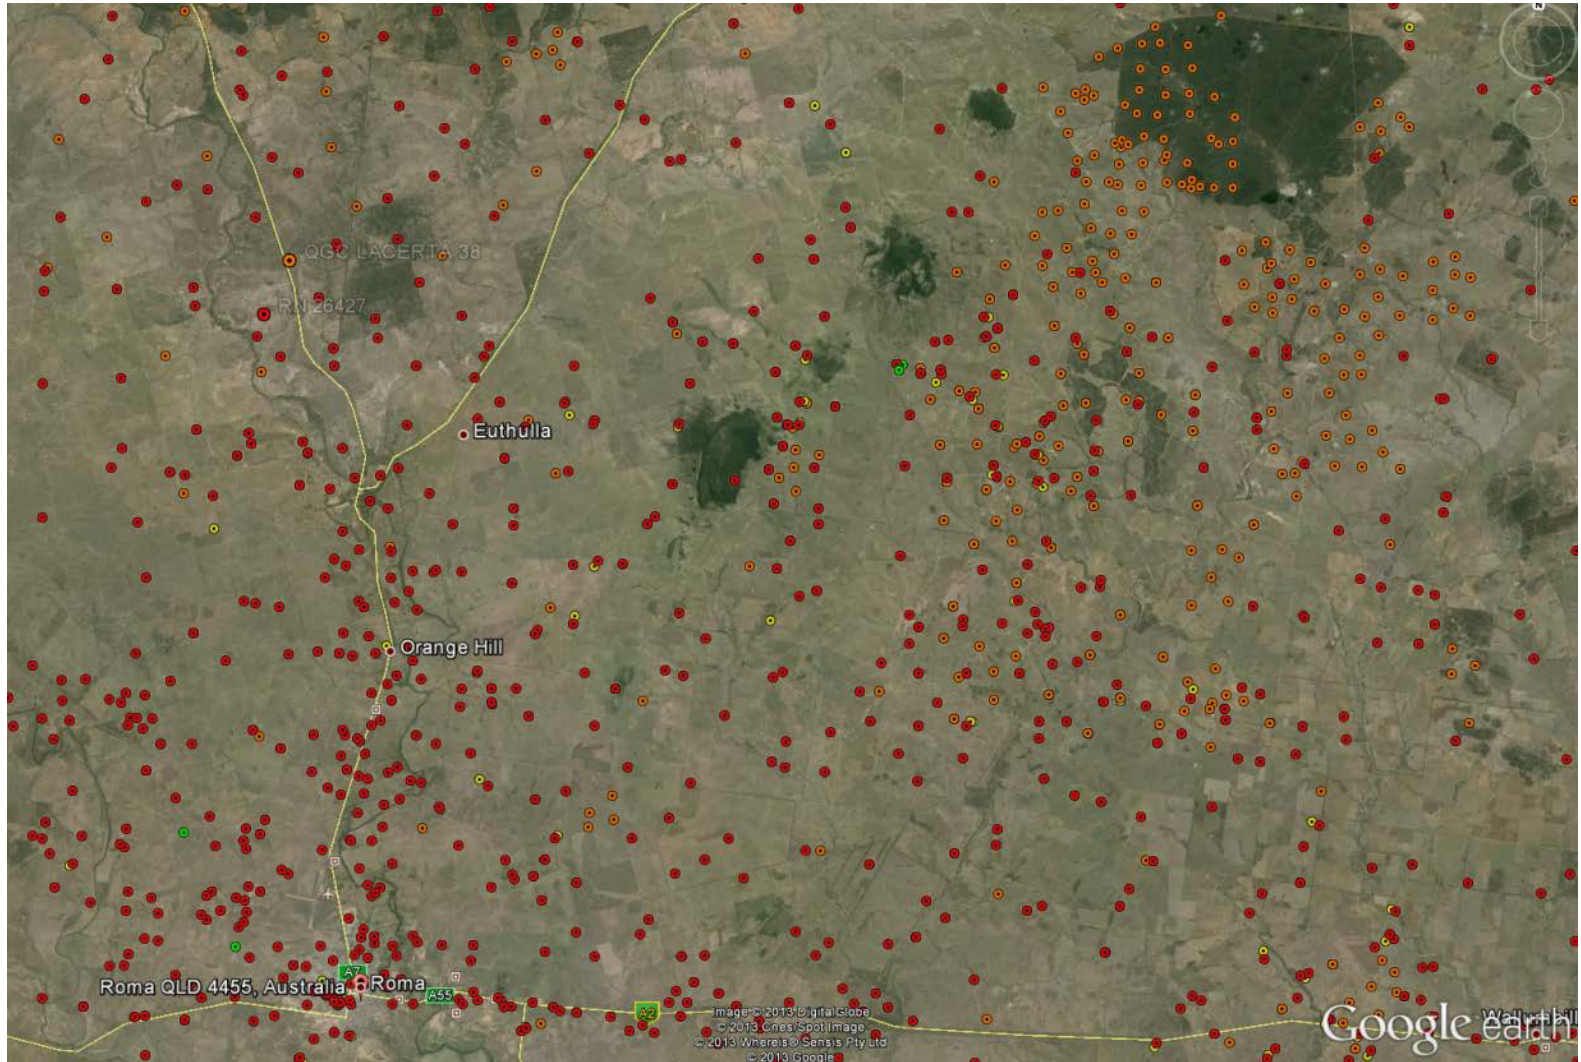 N
QGC LACERTA 38
RN 26427
Euthulla
Orange Hill
A7
Roma QLD 4455, Australia
Roma
A55
A2
Image © 2013 DigitalGlobe
© 2013 Cnes/Spot Image
© 2013 Whereis® Sensis Pty Ltd
© 2013 Google
Google earth
Wallumbilla